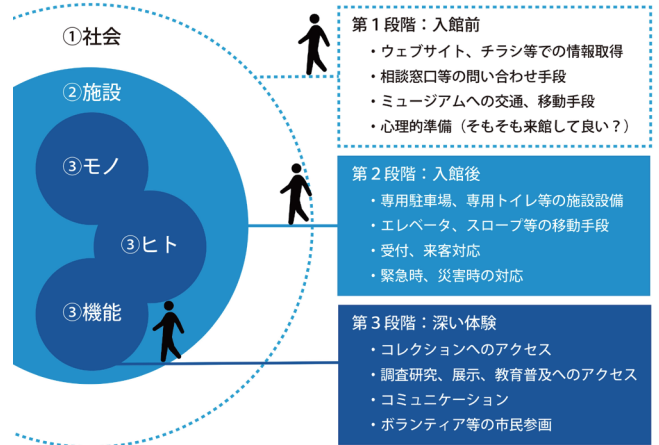 ①社会
②施設
③モノ
③ヒト
③機能
第1段階：入館前
・ウェブサイト、チラシ等での情報取得
・相談窓口等の問い合わせ手段
・ミュージアムへの交通、移動手段
・心理的準備（そもそも来館して良い？）
第2段階：入館後
・専用駐車場、専用トイレ等の施設設備
・エレベータ、スロープ等の移動手段
・受付、来客対応
・緊急時、災害時の対応
第3段階：深い体験
・コレクションへのアクセス
・調査研究、展示、教育普及へのアクセス
・コミュニケーション
・ボランティア等の市民参画